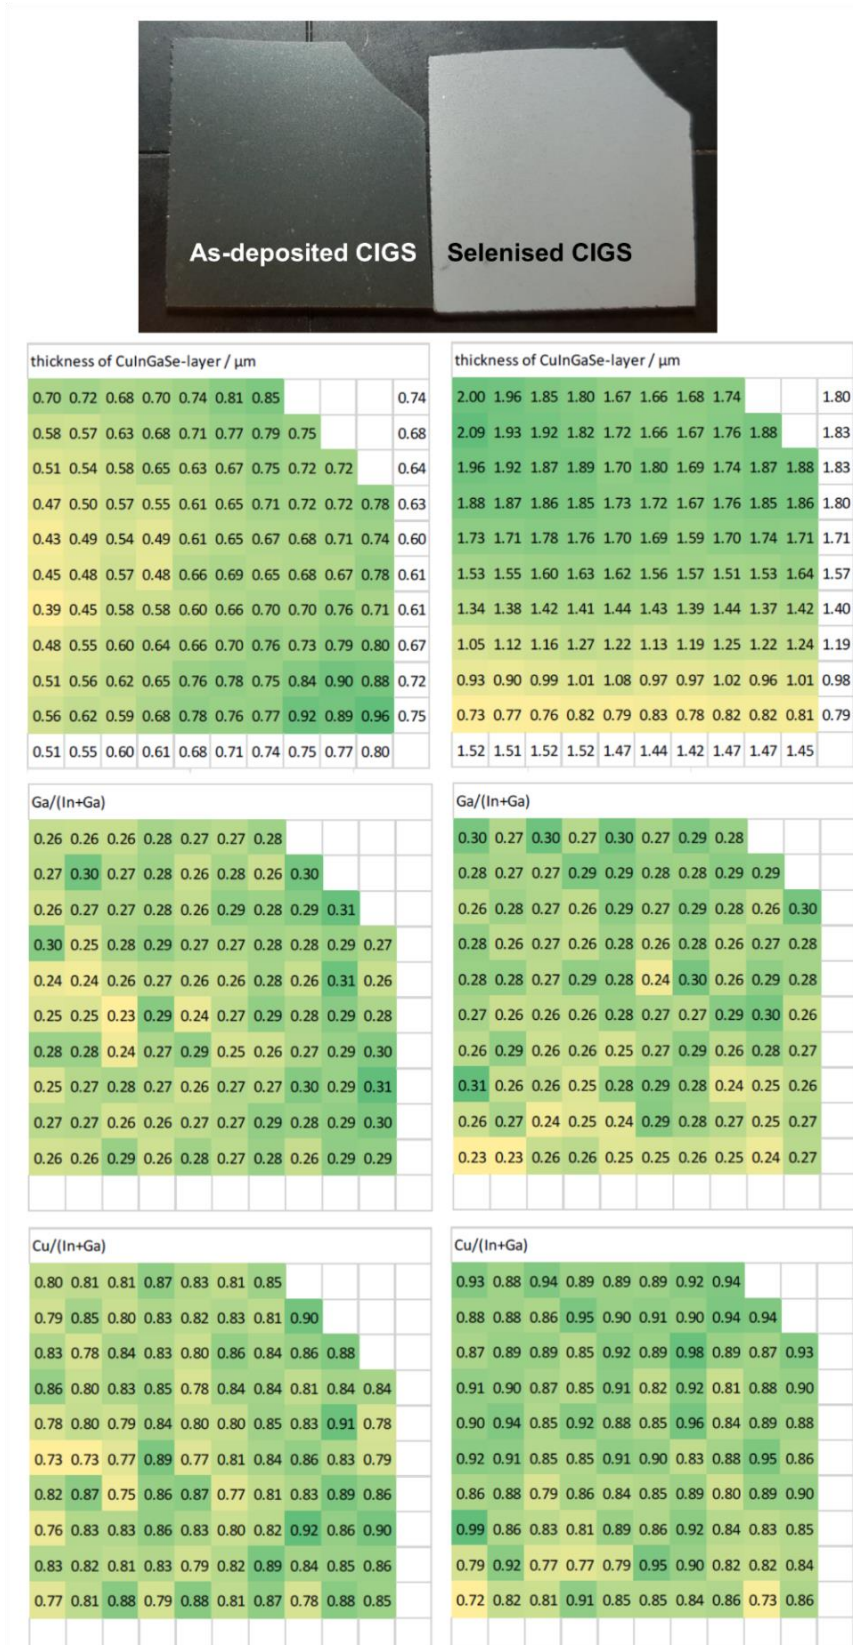 As-deposited CIGS Selenised CIGS
thickness of CuInGaSe-layer / µm
0.70 0.72 0.68 0.70 0.74 0.81 0.85 0.74
0.58 0.57 0.63 0.68 0.71 0.77 0.79 0.75 0.68
0.51 0.54 0.58 0.65 0.63 0.67 0.75 0.72 0.72 0.64
0.47 0.50 0.57 0.55 0.61 0.65 0.71 0.72 0.72 0.78 0.63
0.43 0.49 0.54 0.49 0.61 0.65 0.67 0.68 0.71 0.74 0.60
0.45 0.48 0.57 0.48 0.66 0.69 0.65 0.68 0.67 0.78 0.61
0.39 0.45 0.58 0.58 0.60 0.66 0.70 0.70 0.76 0.71 0.61
0.48 0.55 0.60 0.64 0.66 0.70 0.76 0.73 0.79 0.80 0.67
0.51 0.56 0.62 0.65 0.76 0.78 0.75 0.84 0.90 0.88 0.72
0.56 0.62 0.59 0.68 0.78 0.76 0.77 0.92 0.89 0.96 0.75
0.51 0.55 0.60 0.61 0.68 0.71 0.74 0.75 0.77 0.80
thickness of CuInGaSe-layer / µm
2.00 1.96 1.85 1.80 1.67 1.66 1.68 1.74 1.80
2.09 1.93 1.92 1.82 1.72 1.66 1.67 1.76 1.88 1.83
1.96 1.92 1.87 1.89 1.70 1.80 1.69 1.74 1.87 1.88 1.83
1.88 1.87 1.86 1.85 1.73 1.72 1.67 1.76 1.85 1.86 1.80
1.73 1.71 1.78 1.76 1.70 1.69 1.59 1.70 1.74 1.71 1.71
1.53 1.55 1.60 1.63 1.62 1.56 1.57 1.51 1.53 1.64 1.57
1.34 1.38 1.42 1.41 1.44 1.43 1.39 1.44 1.37 1.42 1.40
1.05 1.12 1.16 1.27 1.22 1.13 1.19 1.25 1.22 1.24 1.19
0.93 0.90 0.99 1.01 1.08 0.97 0.97 1.02 0.96 1.01 0.98
0.73 0.77 0.76 0.82 0.79 0.83 0.78 0.82 0.82 0.81 0.79
1.52 1.51 1.52 1.52 1.47 1.44 1.42 1.47 1.47 1.45
Ga/(In+Ga)
0.26 0.26 0.26 0.28 0.27 0.27 0.28
0.27 0.30 0.27 0.28 0.26 0.28 0.26 0.30
0.26 0.27 0.27 0.28 0.26 0.29 0.28 0.29 0.31
0.30 0.25 0.28 0.29 0.27 0.27 0.28 0.28 0.29 0.27
0.24 0.24 0.26 0.27 0.26 0.26 0.28 0.26 0.31 0.26
0.25 0.25 0.23 0.29 0.24 0.27 0.29 0.28 0.29 0.28
0.28 0.28 0.24 0.27 0.29 0.25 0.26 0.27 0.29 0.30
0.25 0.27 0.28 0.27 0.26 0.27 0.27 0.30 0.29 0.31
0.27 0.27 0.26 0.26 0.27 0.27 0.29 0.28 0.29 0.30
0.26 0.26 0.29 0.26 0.28 0.27 0.28 0.26 0.29 0.29
Ga/(In+Ga)
0.30 0.27 0.30 0.27 0.30 0.27 0.29 0.28
0.28 0.27 0.27 0.29 0.29 0.28 0.28 0.29 0.29
0.26 0.28 0.27 0.26 0.29 0.27 0.29 0.28 0.26 0.30
0.28 0.26 0.27 0.26 0.28 0.26 0.28 0.26 0.27 0.28
0.28 0.28 0.27 0.29 0.28 0.24 0.30 0.26 0.29 0.28
0.27 0.26 0.26 0.26 0.28 0.27 0.27 0.29 0.30 0.26
0.26 0.29 0.26 0.26 0.25 0.27 0.29 0.26 0.28 0.27
0.31 0.26 0.26 0.25 0.28 0.29 0.28 0.24 0.25 0.26
0.26 0.27 0.24 0.25 0.24 0.29 0.28 0.27 0.25 0.27
0.23 0.23 0.26 0.26 0.25 0.25 0.26 0.25 0.24 0.27
Cu/(In+Ga)
0.80 0.81 0.81 0.87 0.83 0.81 0.85
0.79 0.85 0.80 0.83 0.82 0.83 0.81 0.90
0.83 0.78 0.84 0.83 0.80 0.86 0.84 0.86 0.88
0.86 0.80 0.83 0.85 0.78 0.84 0.84 0.81 0.84 0.84
0.78 0.80 0.79 0.84 0.80 0.80 0.85 0.83 0.91 0.78
0.73 0.73 0.77 0.89 0.77 0.81 0.84 0.86 0.83 0.79
0.82 0.87 0.75 0.86 0.87 0.77 0.81 0.83 0.89 0.86
0.76 0.83 0.83 0.86 0.83 0.80 0.82 0.92 0.86 0.90
0.83 0.82 0.81 0.83 0.79 0.82 0.89 0.84 0.85 0.86
0.77 0.81 0.88 0.79 0.88 0.81 0.87 0.78 0.88 0.85
Cu/(In+Ga)
0.93 0.88 0.94 0.89 0.89 0.89 0.92 0.94
0.88 0.88 0.86 0.95 0.90 0.91 0.90 0.94 0.94
0.87 0.89 0.89 0.85 0.92 0.89 0.98 0.89 0.87 0.93
0.91 0.90 0.87 0.85 0.91 0.82 0.92 0.81 0.88 0.90
0.90 0.94 0.85 0.92 0.88 0.85 0.96 0.84 0.89 0.88
0.92 0.91 0.85 0.85 0.91 0.90 0.83 0.88 0.95 0.86
0.86 0.88 0.79 0.86 0.84 0.85 0.89 0.80 0.89 0.90
0.99 0.86 0.83 0.81 0.89 0.86 0.92 0.84 0.83 0.85
0.79 0.92 0.77 0.77 0.79 0.95 0.90 0.82 0.82 0.84
0.72 0.82 0.81 0.91 0.85 0.85 0.84 0.86 0.73 0.86